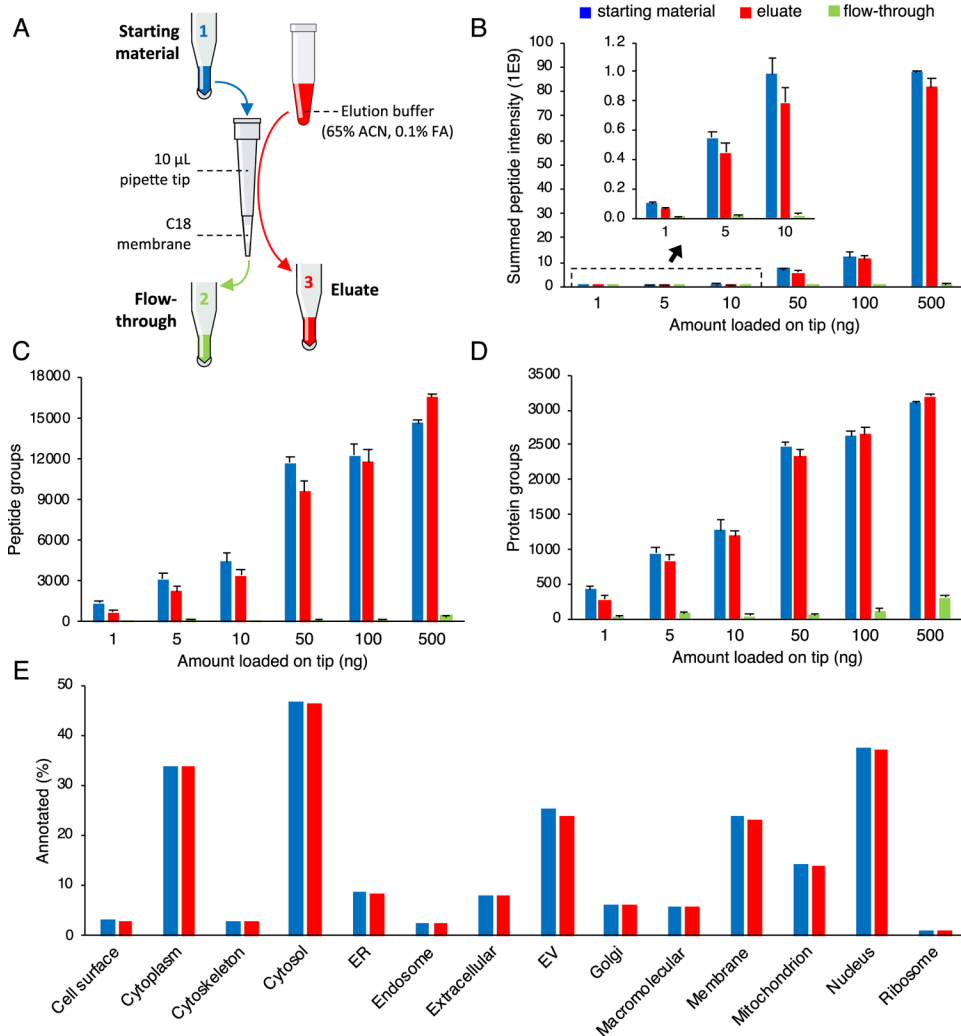 A
Starting
material
1
Elution buffer
(65% ACN, 0.1% FA)
10 µL
pipette tip
C18
membrane
Flow-
through
2
3
Eluate
starting material
eluate
flow-through
B
Summed peptide intensity (1E9)
100
90
80
70
60
50
40
30
20
10
0
1.2
1.0
0.8
0.6
0.4
0.2
0.0
1 5 10
1 5 10 50 100 500
Amount loaded on tip (ng)
C
Peptide groups
18000
15000
12000
9000
6000
3000
0
1 5 10 50 100 500
Amount loaded on tip (ng)
D
Protein groups
3500
3000
2500
2000
1500
1000
500
0
1 5 10 50 100 500
Amount loaded on tip (ng)
E
Annotated (%)
50
40
30
20
10
0
Cell surface
Cytoplasm
Cytoskeleton
Cytosol
ER
Endosome
Extracellular
EV
Golgi
Macromolecular
Membrane
Mitochondrion
Nucleus
Ribosome